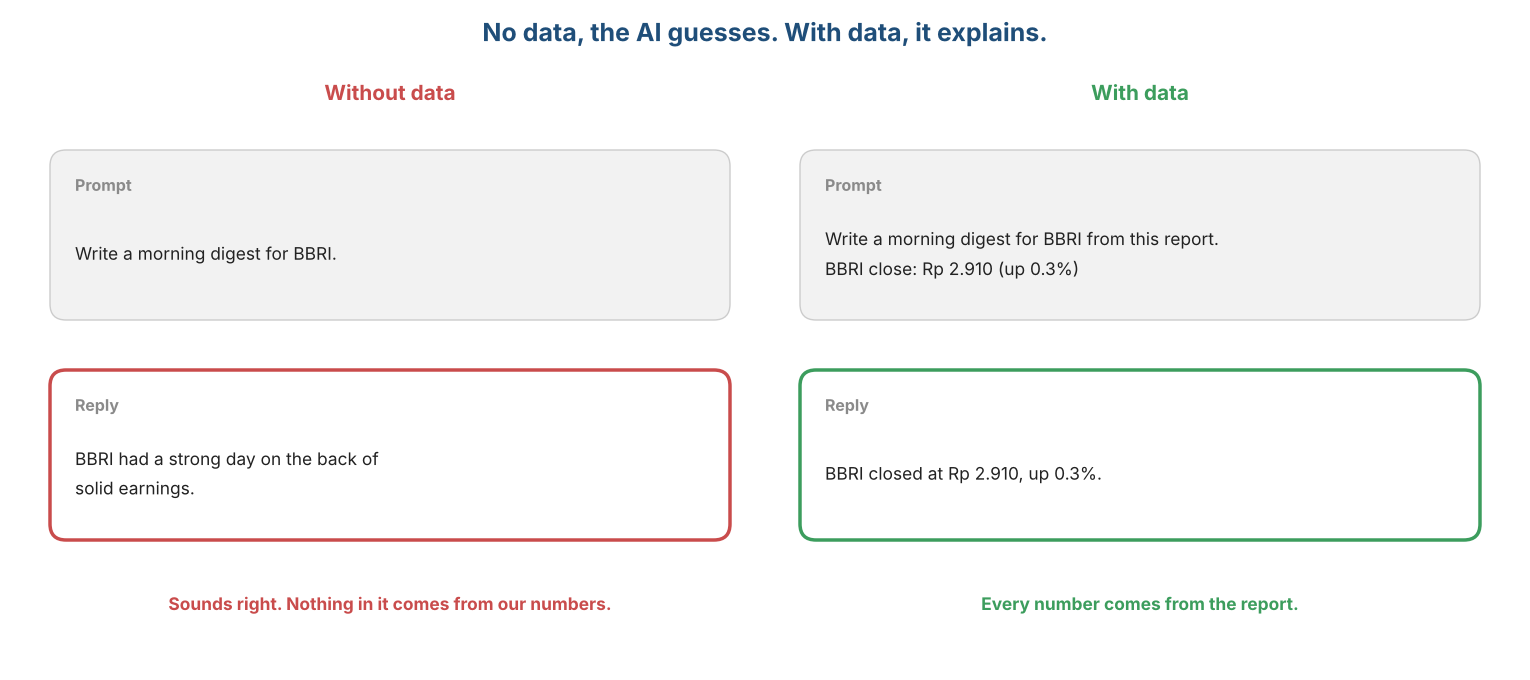 No data, the AI guesses. With data, it explains.
Without data
Prompt
Write a morning digest for BBRI.
Reply
BBRI had a strong day on the back of
solid earnings.
Sounds right. Nothing in it comes from our numbers.
With data
Prompt
Write a morning digest for BBRI from this report.
BBRI close: Rp 2.910 (up 0.3%)
Reply
BBRI closed at Rp 2.910, up 0.3%.
Every number comes from the report.